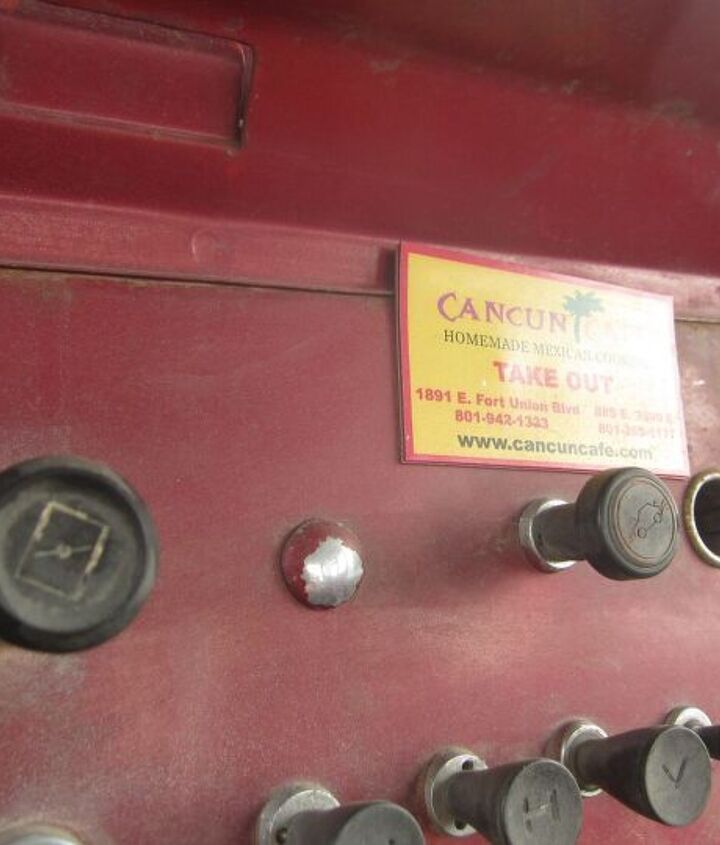 CANCUN
HOMEMADE MEXICAN
TAKE OUT
1891 E. Fort Union Blvd
801-942-1323
www.cancuncafe.com
H
V